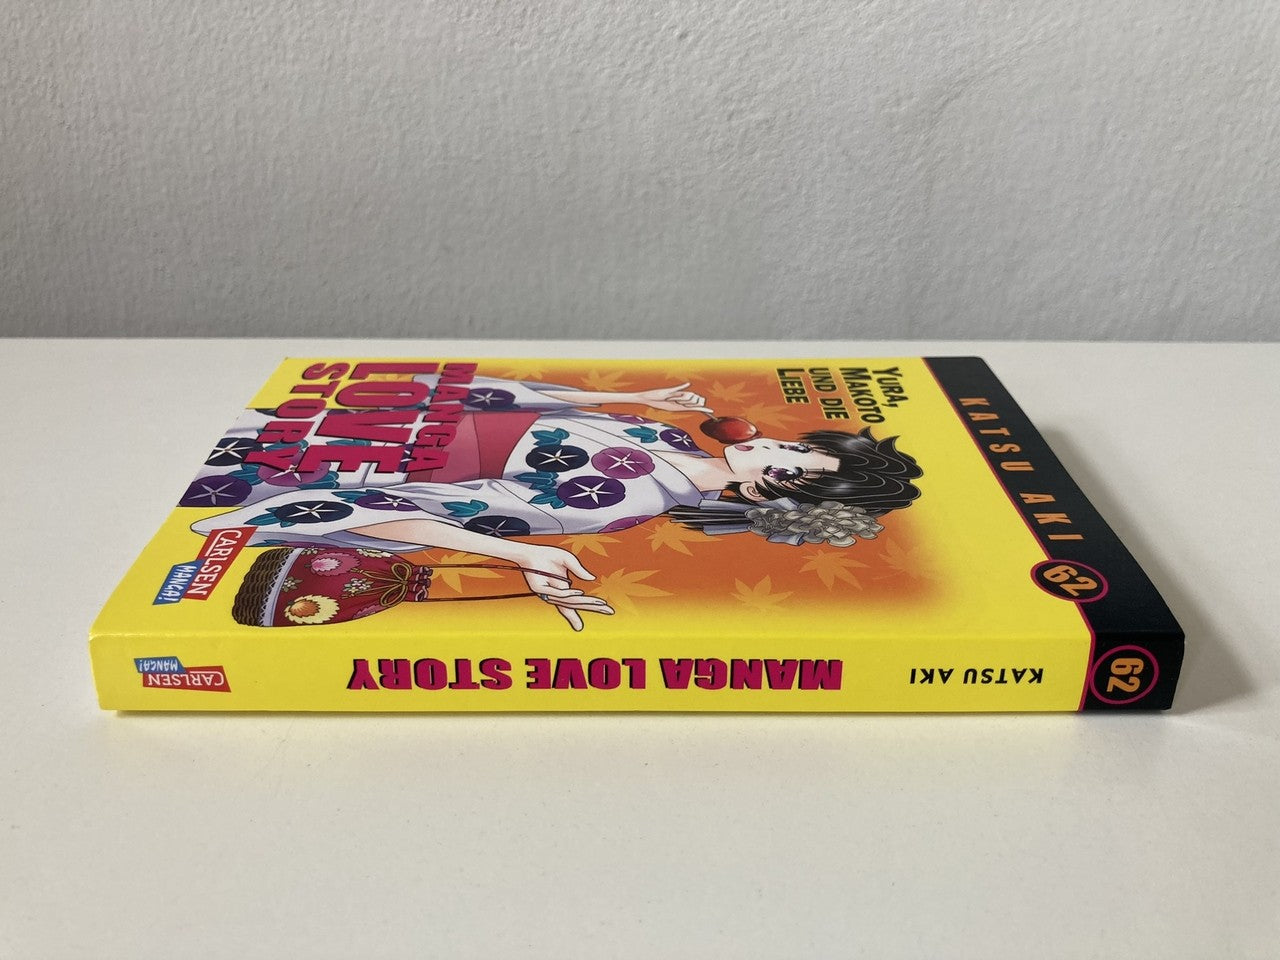 KATSU AKI
62
YURA,
MAKOTO
UND DIE
LIEBE
MANGA
LOVE
STORY
CARLSEN
MANGA!
62
KATSU AKI
MANGA LOVE STORY
CARLSEN
MANGA!